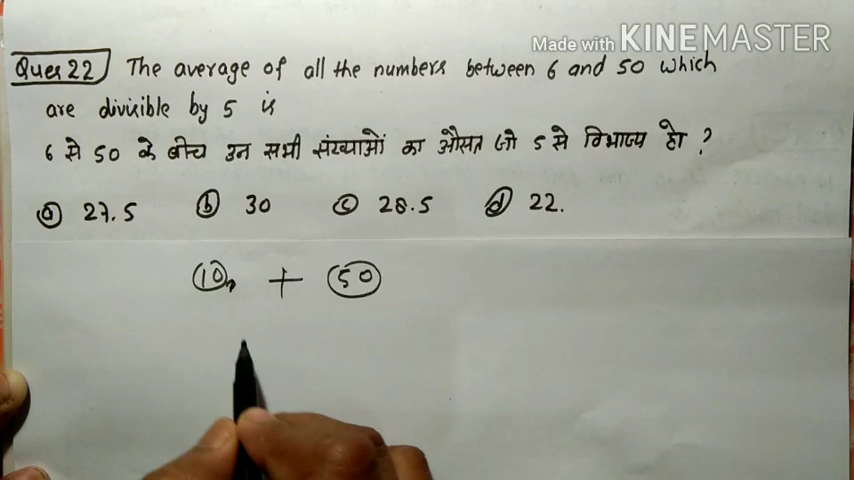 Made with KINEMASTER
Ques 22 The average of all the numbers between 6 and 50 which
are divisible by 5 is
6 से 50 के बीच उन सभी संख्याओं का औसत जो 5 से विभाज्य हो ?
ⓐ 27.5 ⓑ 30 ⓒ 28.5 ⓓ 22.
10, + 50